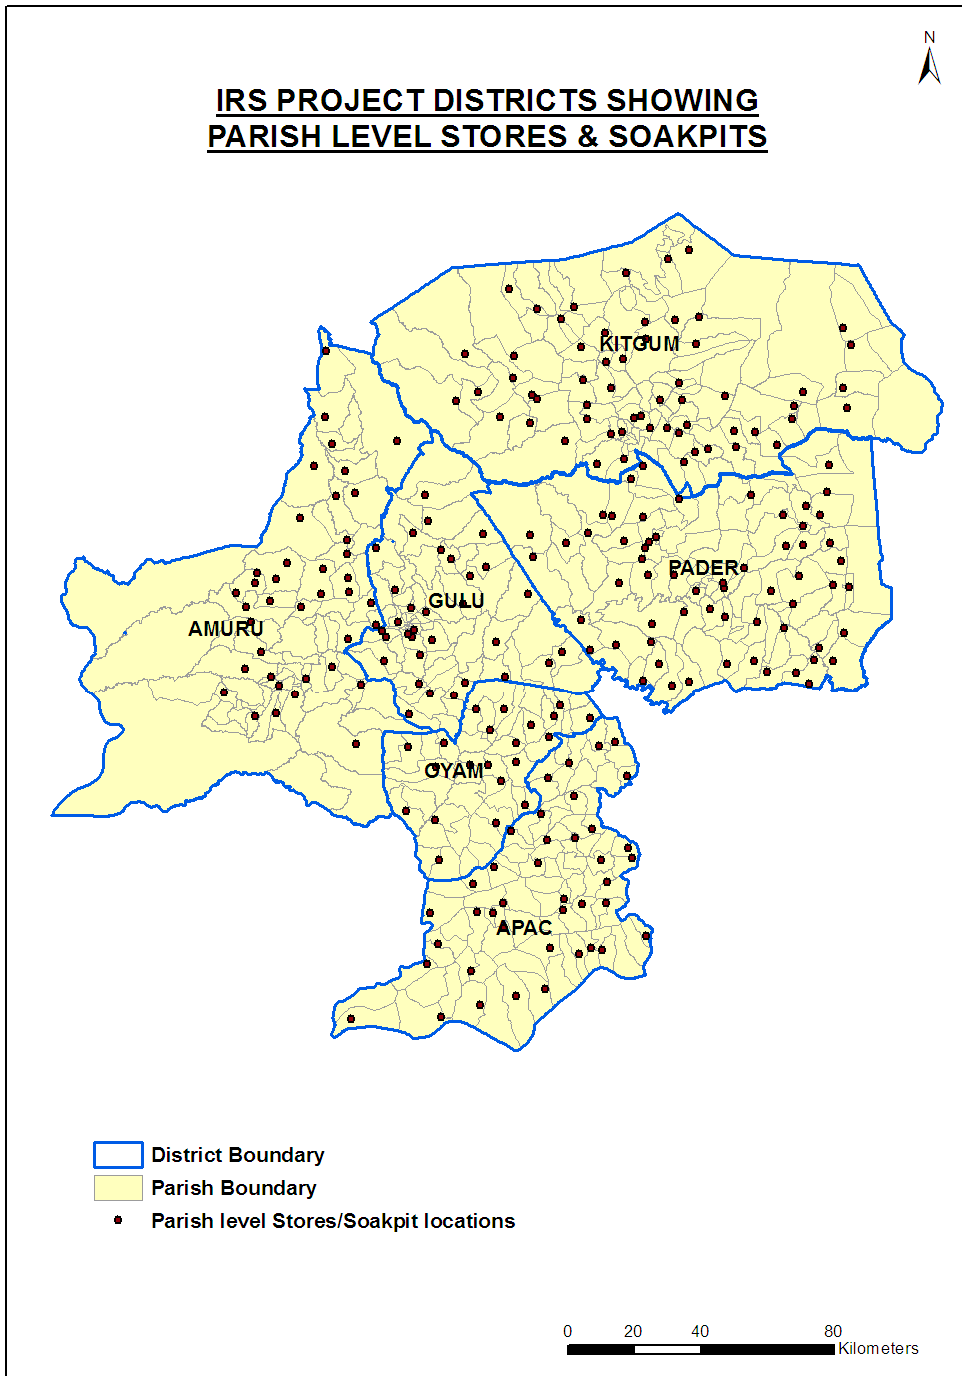 N
IRS PROJECT DISTRICTS SHOWING
PARISH LEVEL STORES & SOAKPITS
KITGUM
PADER
GULU
AMURU
OYAM
APAC
District Boundary
Parish Boundary
Parish level Stores/Soakpit locations
0 20 40 80
Kilometers